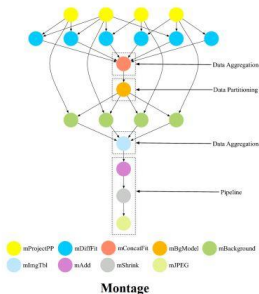 Data Aggregation
Data Partitioning
Data Aggregation
Pipeline
mProjectPP mDiffFit mConcatFit mBgModel mBackground
mImgTbl mAdd mShrink mJPEG
Montage